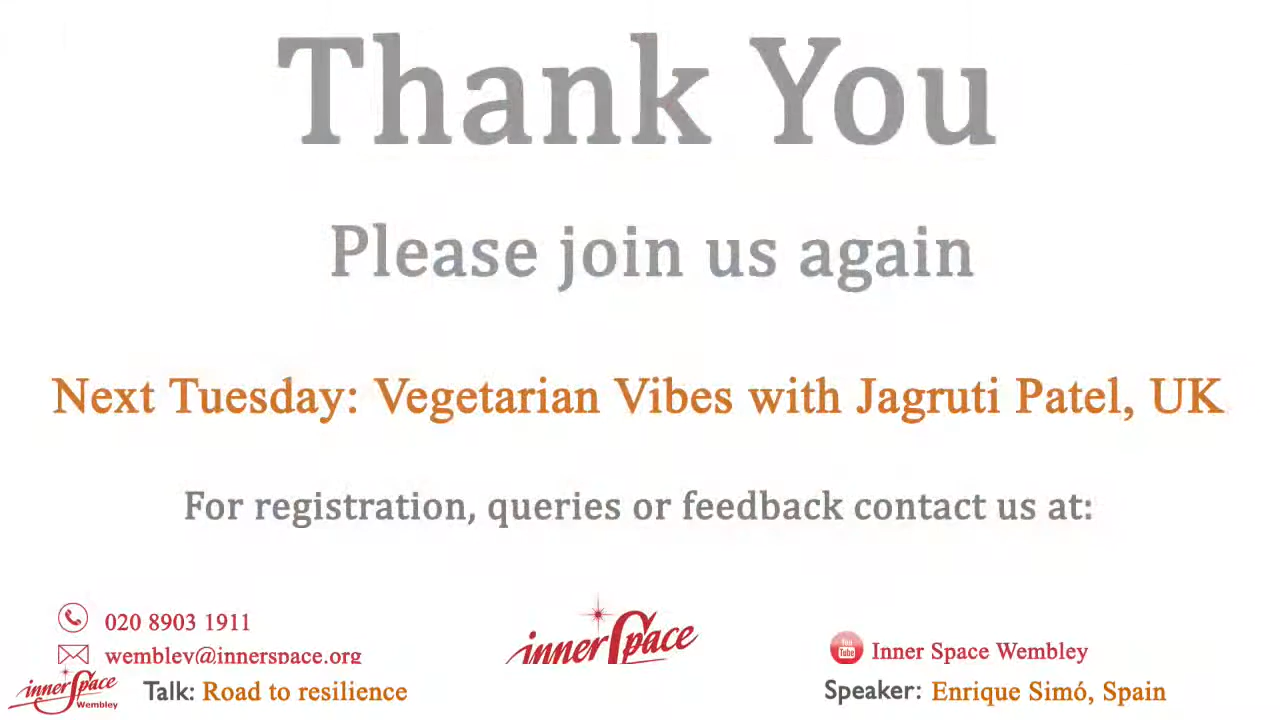 Thank You
Please join us again
Next Tuesday: Vegetarian Vibes with Jagruti Patel, UK
For registration, queries or feedback contact us at:
020 8903 1911
wembley@innerspace.org
inner Space
You Tube Inner Space Wembley
inner Space Wembley
Talk: Road to resilience
Speaker: Enrique Simó, Spain